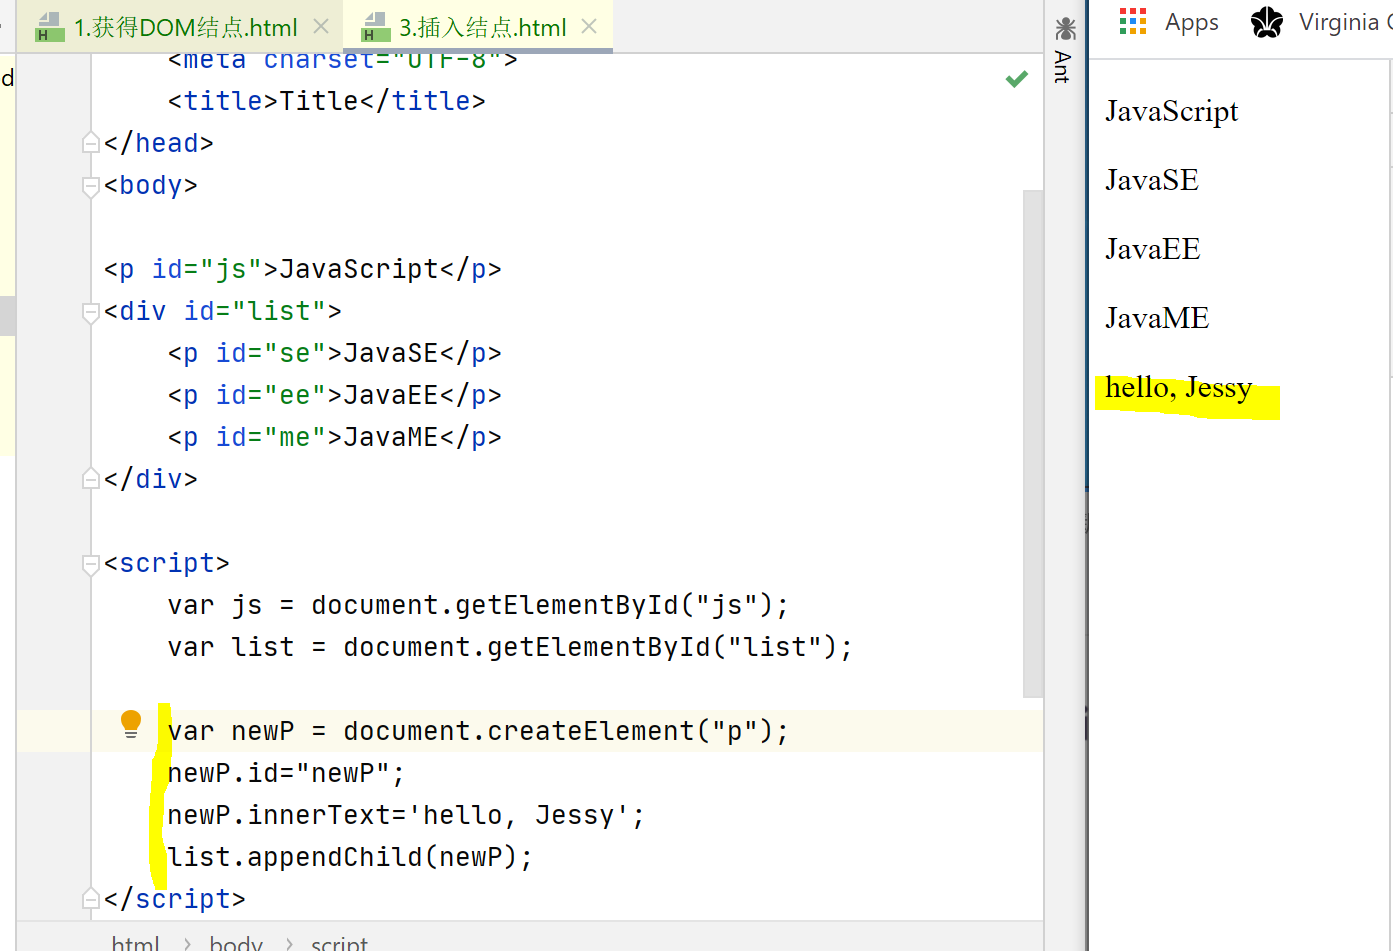 1.获得DOM结点.html
3.插入结点.html
d
<meta charset="UTF-8">
<title>Title</title>
</head>
<body>
<p id="js">JavaScript</p>
<div id="list">
<p id="se">JavaSE</p>
<p id="ee">JavaEE</p>
<p id="me">JavaME</p>
</div>
<script>
var js = document.getElementById("js");
var list = document.getElementById("list");
var newP = document.createElement("p");
newP.id="newP";
newP.innerText='hello, Jessy';
list.appendChild(newP);
</script>
html > body > script
Ant
Apps
Virginia
JavaScript
JavaSE
JavaEE
JavaME
hello, Jessy